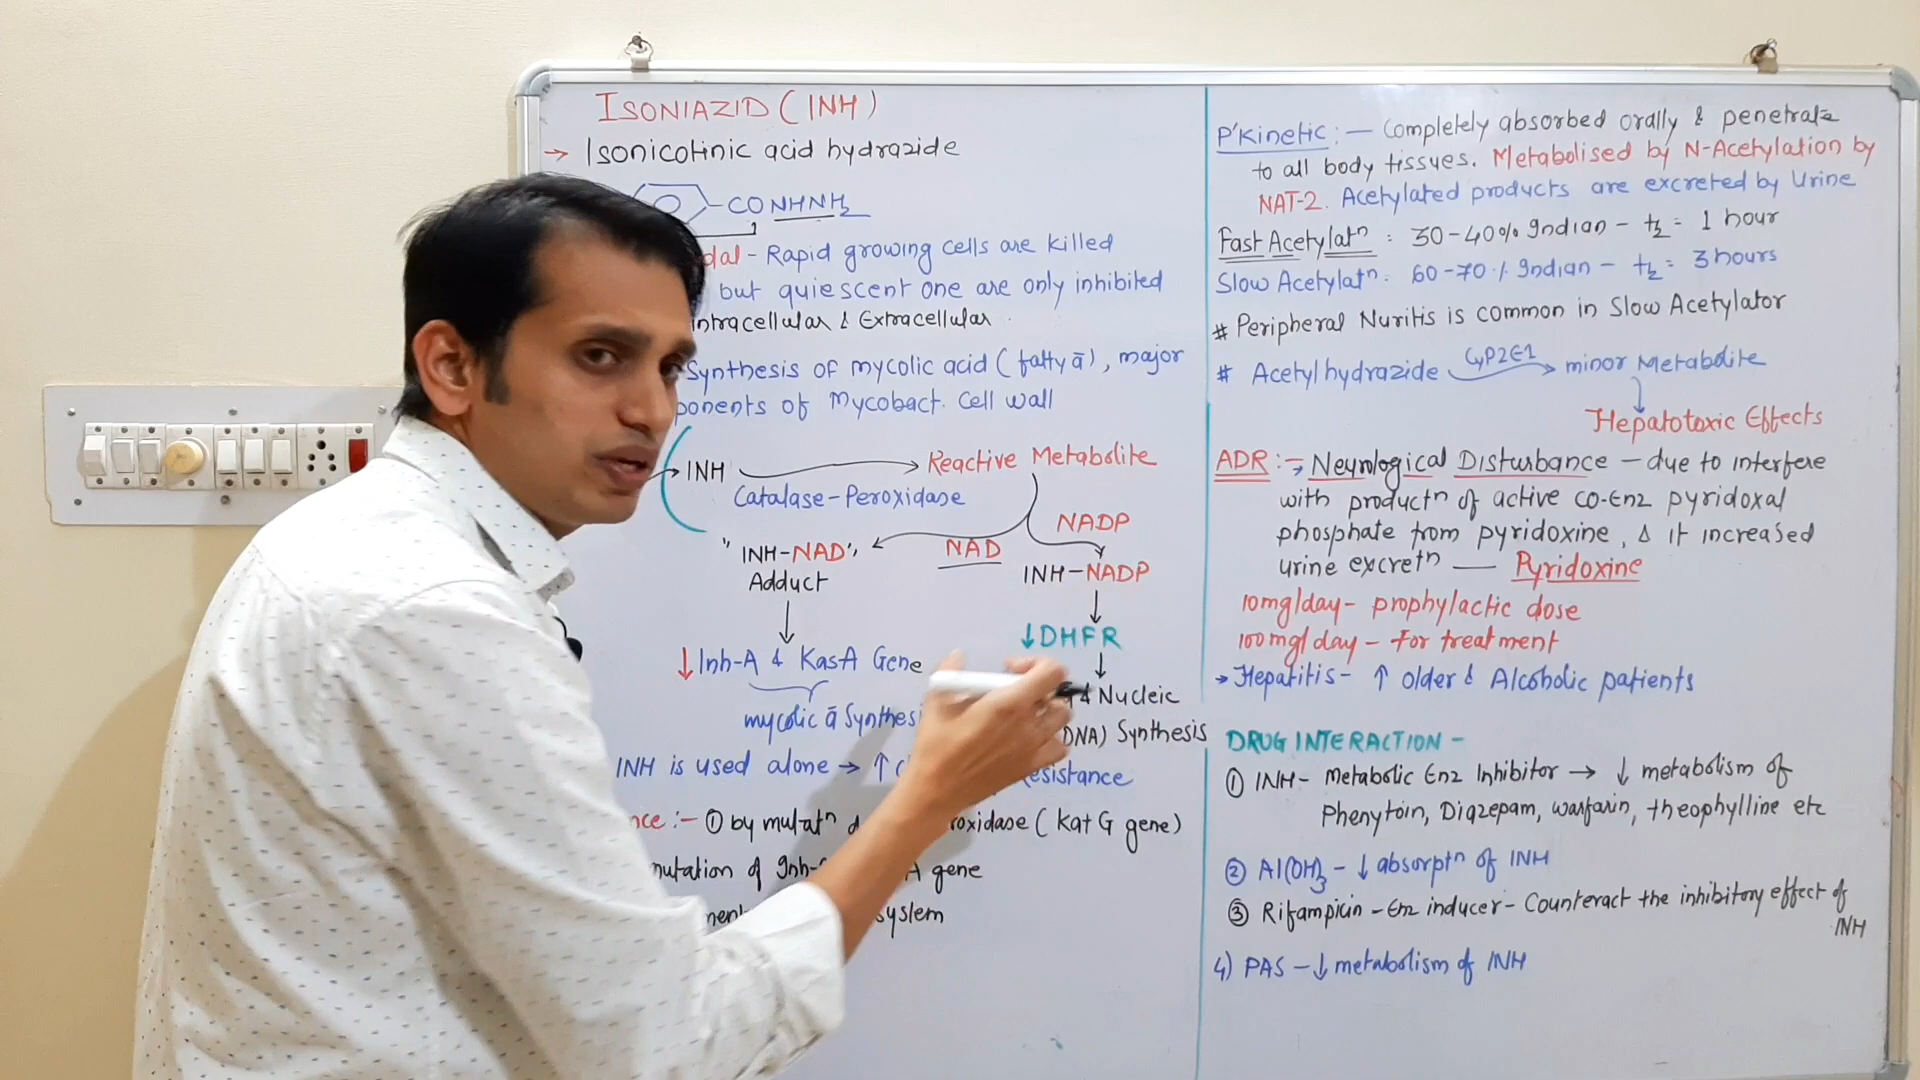 ISONIAZID (INH)
→ Isonicotinic acid hydrazide
CONHNH2
dal - Rapid growing cells are killed
but quiescent one are only inhibited
Intracellular & Extracellular
Synthesis of mycolic acid (fatty ā), major
ponents of Mycobact. Cell wall
INH → Reactive Metabolite
Catalase-Peroxidase
NADP
"INH-NAD" NAD
Adduct
INH-NADP
↓DHFR
↓Inh-A & KasA Gene
& Nucleic
mycolic ā Synthesi
(DNA) Synthesis
INH is used alone → ↑ c esistance
nce :- ① by mutatn d roxidase (Kat G gene)
mutation of Inh- A gene
ment system
P'Kinetic :- Completely absorbed orally & penetrate
to all body tissues. Metabolised by N-Acetylation by
NAT-2. Acetylated products are excreted by Urine
Fast Acetylatn : 30-40% Indian - t½ = 1 hour
Slow Acetylatn : 60-70% Indian - t½ = 3 hours
# Peripheral Nuritis is common in Slow Acetylator
# Acetylhydrazide CYP2E1 → minor Metabolite
Hepatotoxic Effects
ADR :- → Neurological Disturbance - due to interfere
with productn of active co-Enz pyridoxal
phosphate from pyridoxine, & it increased
urine excretn — Pyridoxine
10mg/day - prophylactic dose
100mg/day - For treatment
→ Hepatitis - ↑ older & Alcoholic patients
DRUG INTERACTION -
① INH - Metabolic Enz Inhibitor → ↓ metabolism of
Phenytoin, Diazepam, warfarin, theophylline etc
② Al(OH)3 - ↓ absorptn of INH
③ Rifampicin - Enz inducer - Counteract the inhibitory effect of
INH
4) PAS - ↓ metabolism of INH